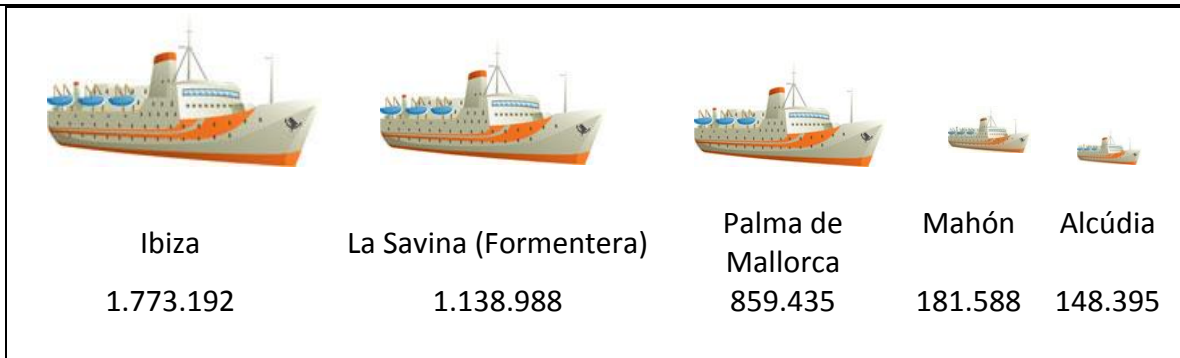 Ibiza
La Savina (Formentera)
Palma de
Mallorca
Mahón
Alcúdia
1.773.192
1.138.988
859.435
181.588
148.395